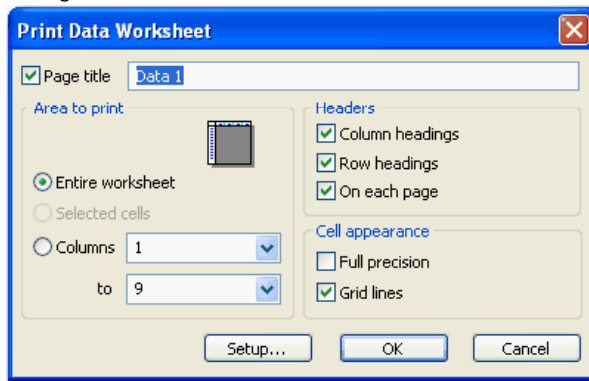 Print Data Worksheet
Page title Data 1
Area to print
Entire worksheet
Selected cells
Columns 1
to 9
Headers
Column headings
Row headings
On each page
Cell appearance
Full precision
Grid lines
Setup... OK Cancel